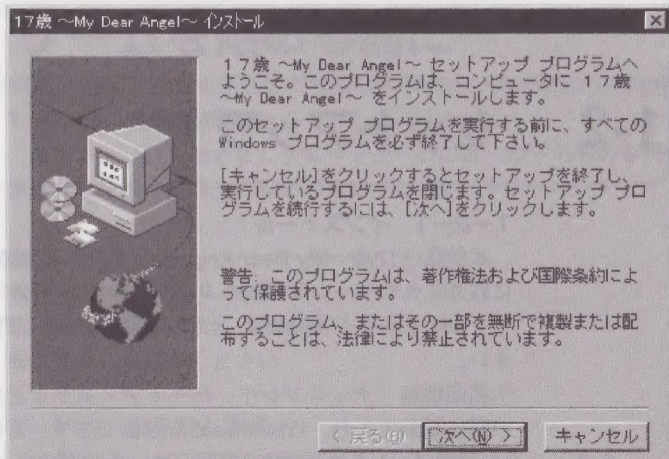 17歳 ~My Dear Angel~ インストール
17歳 ~My Dear Angel~ セットアップ プログラムへ
ようこそ。このプログラムは、コンピュータに 17歳
~My Dear Angel~ をインストールします。
このセットアップ プログラムを実行する前に、すべての
Windows プログラムを必ず終了して下さい。
[キャンセル]をクリックするとセットアップを終了し、
実行しているプログラムを閉じます。セットアップ プロ
グラムを続行するには、[次へ]をクリックします。
警告: このプログラムは、著作権法および国際条約によ
って保護されています。
このプログラム、またはその一部を無断で複製または配
布することは、法律により禁止されています。
< 戻る(B) 次へ(N) > キャンセル